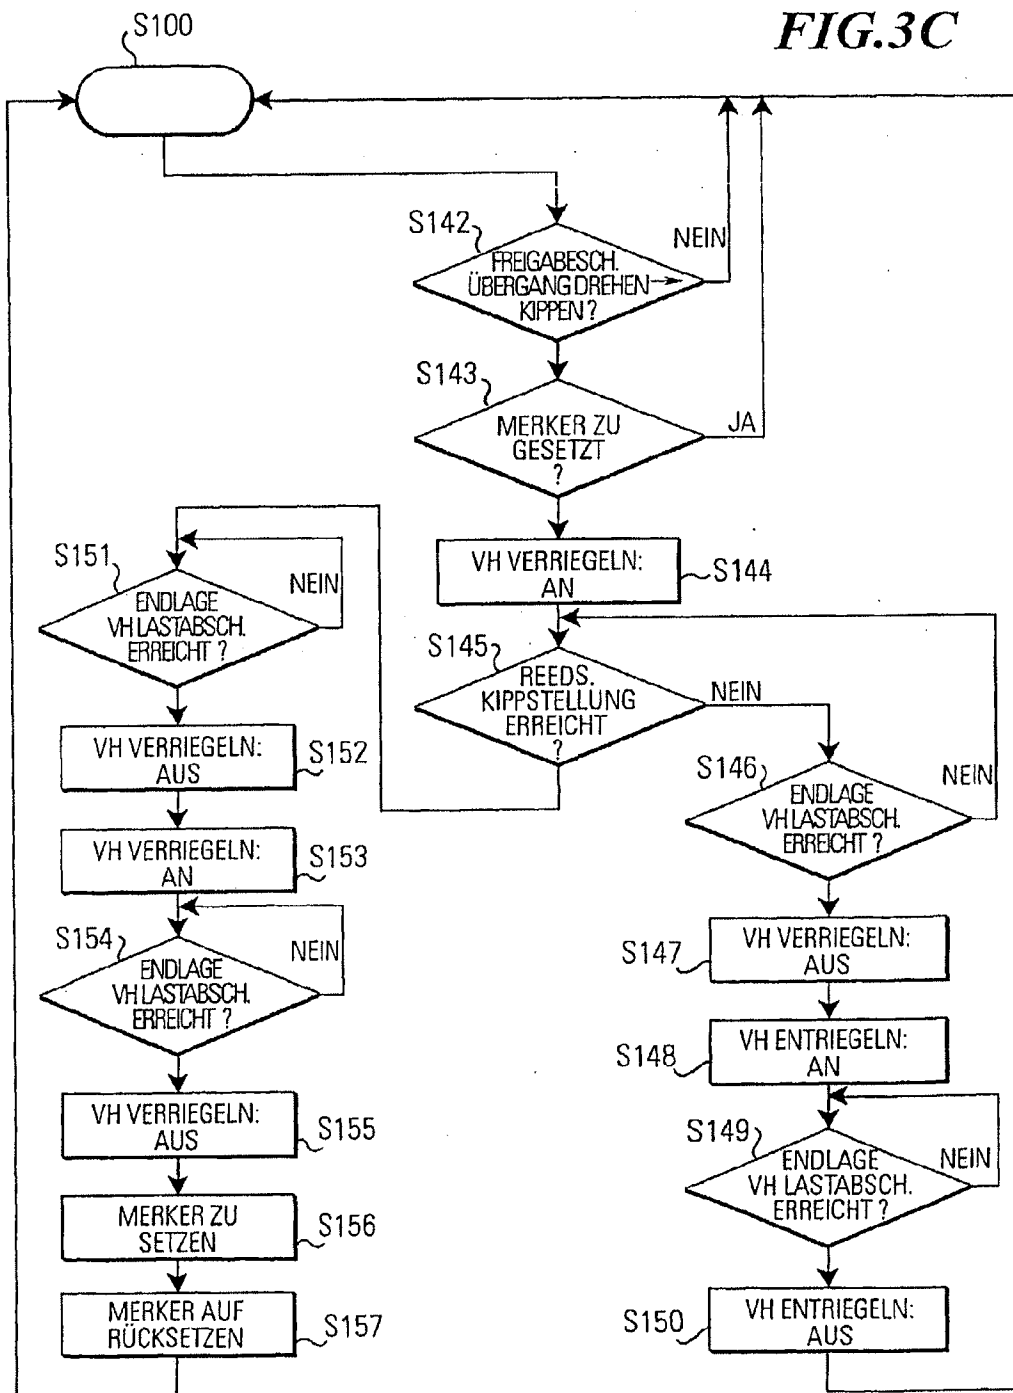 FIG.3C
S100
S142
FREIGABESCH.
ÜBERGANG DREHEN →
KIPPEN ?
NEIN
S143
MERKER ZU
GESETZT
?
JA
VH VERRIEGELN:
AN
S144
S145
REEDS.
KIPPSTELLUNG
ERREICHT
?
NEIN
S146
ENDLAGE
VH LASTABSCH.
ERREICHT ?
NEIN
S147
VH VERRIEGELN:
AUS
S148
VH ENTRIEGELN:
AN
S149
ENDLAGE
VH LASTABSCH.
ERREICHT ?
NEIN
S150
VH ENTRIEGELN:
AUS
S151
ENDLAGE
VH LASTABSCH.
ERREICHT ?
NEIN
VH VERRIEGELN:
AUS
S152
VH VERRIEGELN:
AN
S153
S154
ENDLAGE
VH LASTABSCH.
ERREICHT ?
NEIN
VH VERRIEGELN:
AUS
S155
MERKER ZU
SETZEN
S156
MERKER AUF
RÜCKSETZEN
S157